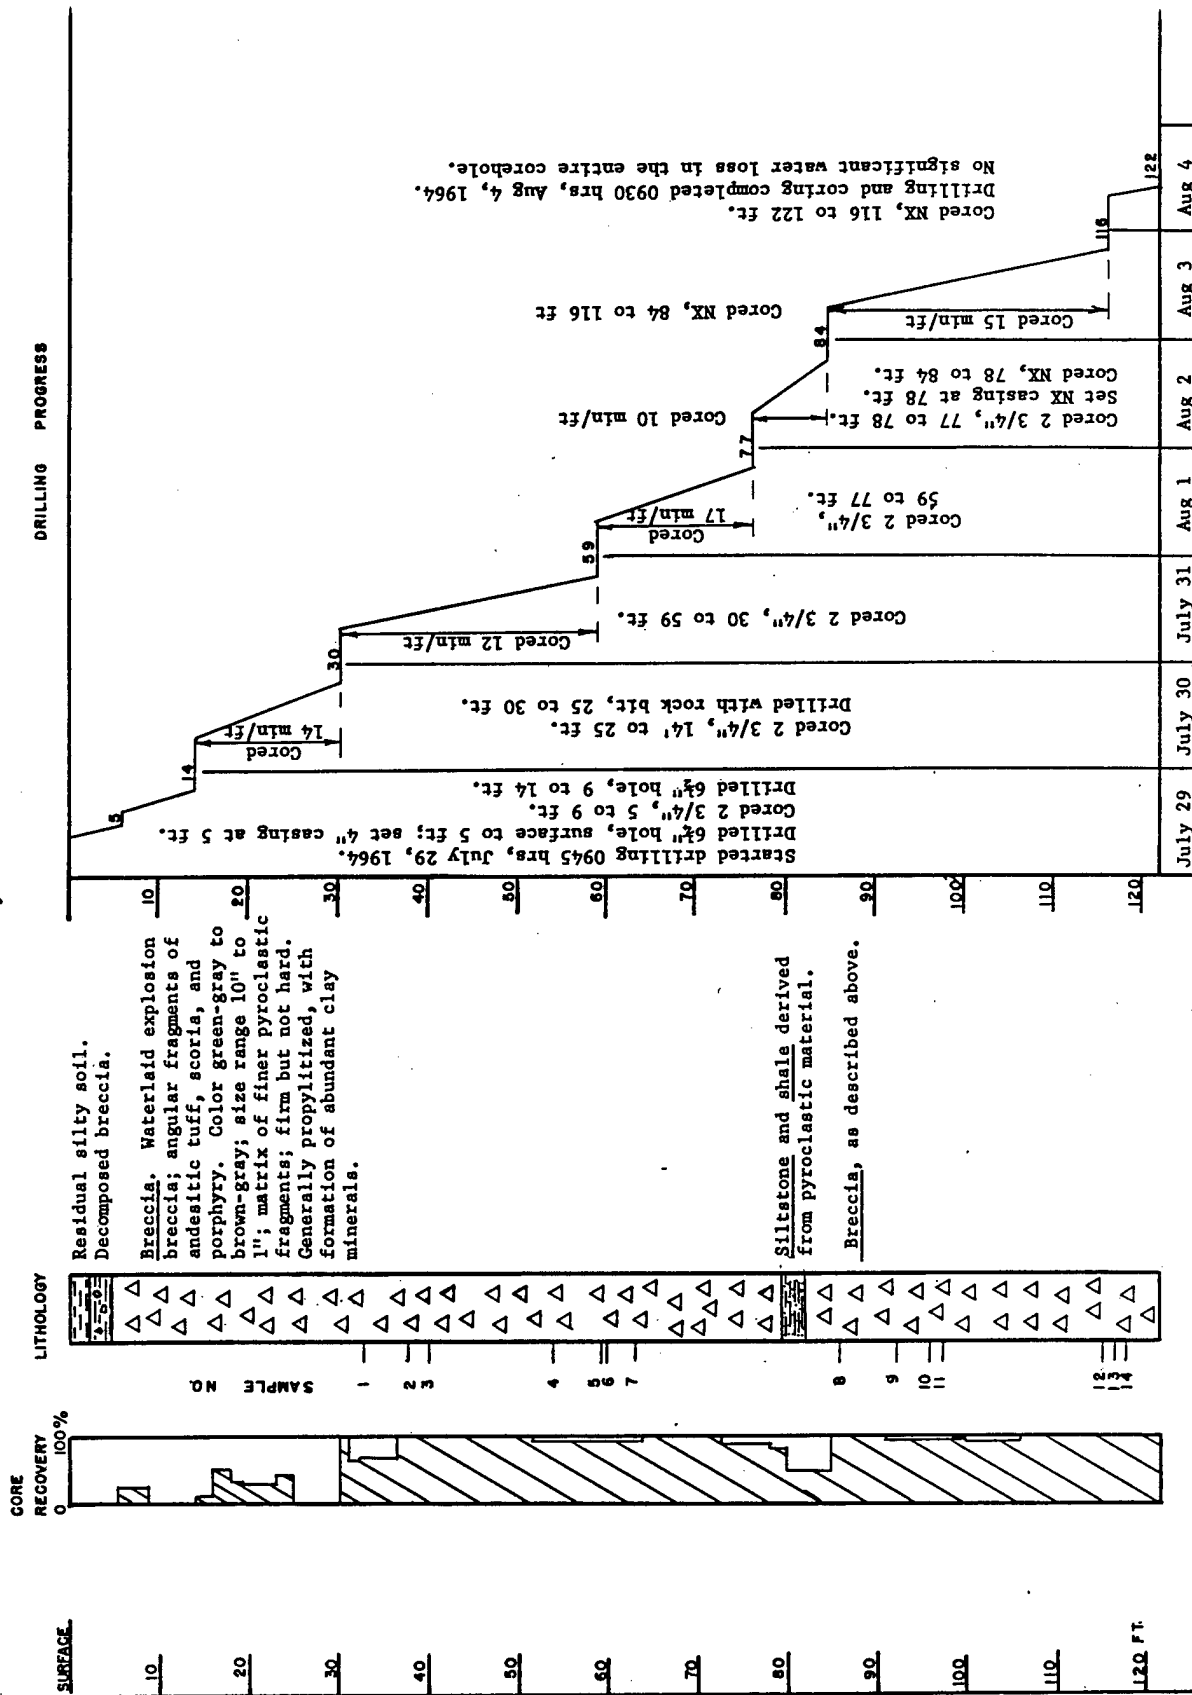 DRILLING PROGRESS
CORE
RECOVERY
0 100%
LITHOLOGY
SAMPLE NO.
SURFACE
10
20
30
40
50
60
70
80
90
100
110
120 FT.
1
2
3
4
5
6
7
8
9
10
11
12
13
14
Residual silty soil.
Decomposed breccia.
Breccia. Waterlaid explosion
breccia; angular fragments of
andesitic tuff, scoria, and
porphyry. Color green-gray to
brown-gray; size range 10" to
1"; matrix of finer pyroclastic
fragments; firm but not hard.
Generally propylitized, with
formation of abundant clay
minerals.
Siltstone and shale derived
from pyroclastic material.
Breccia, as described above.
10
20
30
40
50
60
70
80
90
100
110
120
5
14
30
59
77
84
116
122
Started drilling 0945 hrs, July 29, 1964.
Drilled 6½" hole, surface to 5 ft; set 4" casing at 5 ft.
Cored 2 3/4", 5 to 9 ft.
Drilled 6½" hole, 9 to 14 ft.
Cored
14 min/ft
Cored 2 3/4", 14' to 25 ft.
Drilled with rock bit, 25 to 30 ft.
Cored 12 min/ft
Cored 2 3/4", 30 to 59 ft.
Cored
17 min/ft
Cored 2 3/4",
59 to 77 ft.
Cored 10 min/ft
Cored 2 3/4", 77 to 78 ft.
Set NX casing at 78 ft.
Cored NX, 78 to 84 ft.
Cored 15 min/ft
Cored NX, 84 to 116 ft
Cored NX, 116 to 122 ft.
Drilling and coring completed 0930 hrs, Aug 4, 1964.
No significant water loss in the entire corehole.
July 29
July 30
July 31
Aug 1
Aug 2
Aug 3
Aug 4